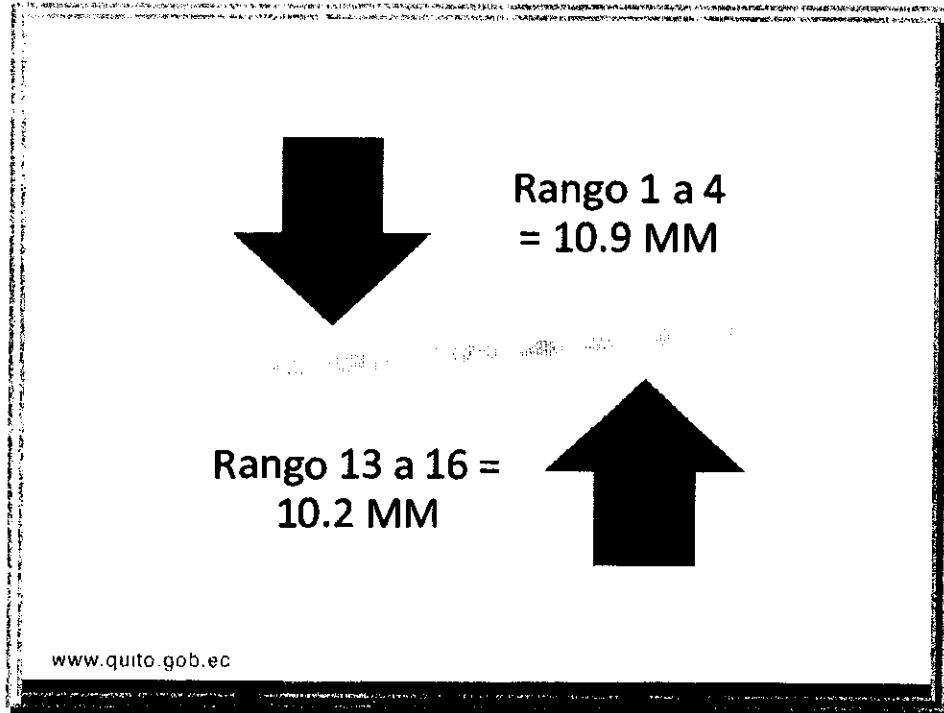 Rango 1 a 4
= 10.9 MM
Rango 13 a 16 =
10.2 MM
www.quito.gob.ec